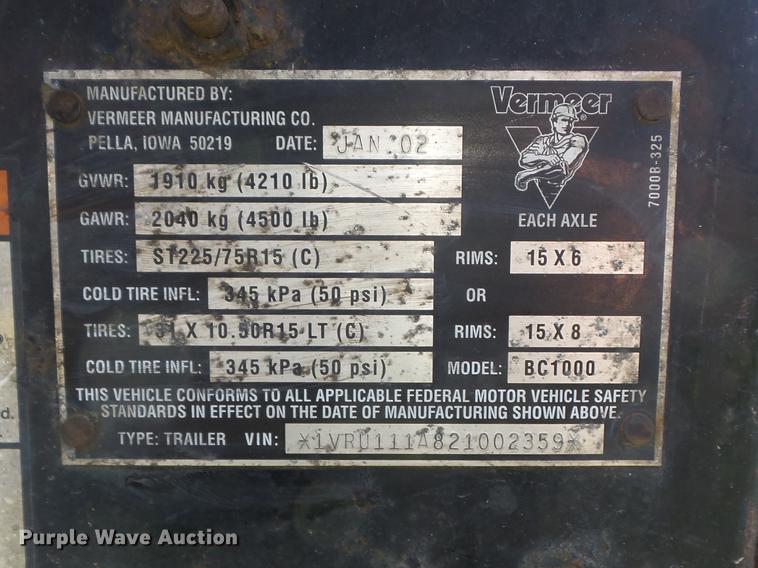 MANUFACTURED BY:
VERMEER MANUFACTURING CO.
PELLA, IOWA 50219 DATE: JAN 02
Vermeer
®
7000B-325
GVWR: 1910 kg (4210 lb)
GAWR: 2040 kg (4500 lb) EACH AXLE
TIRES: ST225/75R15 (C) RIMS: 15 X 6
COLD TIRE INFL: 345 kPa (50 psi) OR
TIRES: 31 X 10.50R15 LT (C) RIMS: 15 X 8
COLD TIRE INFL: 345 kPa (50 psi) MODEL: BC1000
THIS VEHICLE CONFORMS TO ALL APPLICABLE FEDERAL MOTOR VEHICLE SAFETY
STANDARDS IN EFFECT ON THE DATE OF MANUFACTURING SHOWN ABOVE.
TYPE: TRAILER VIN: *1VRU111A821002359*
d.
Purple Wave Auction